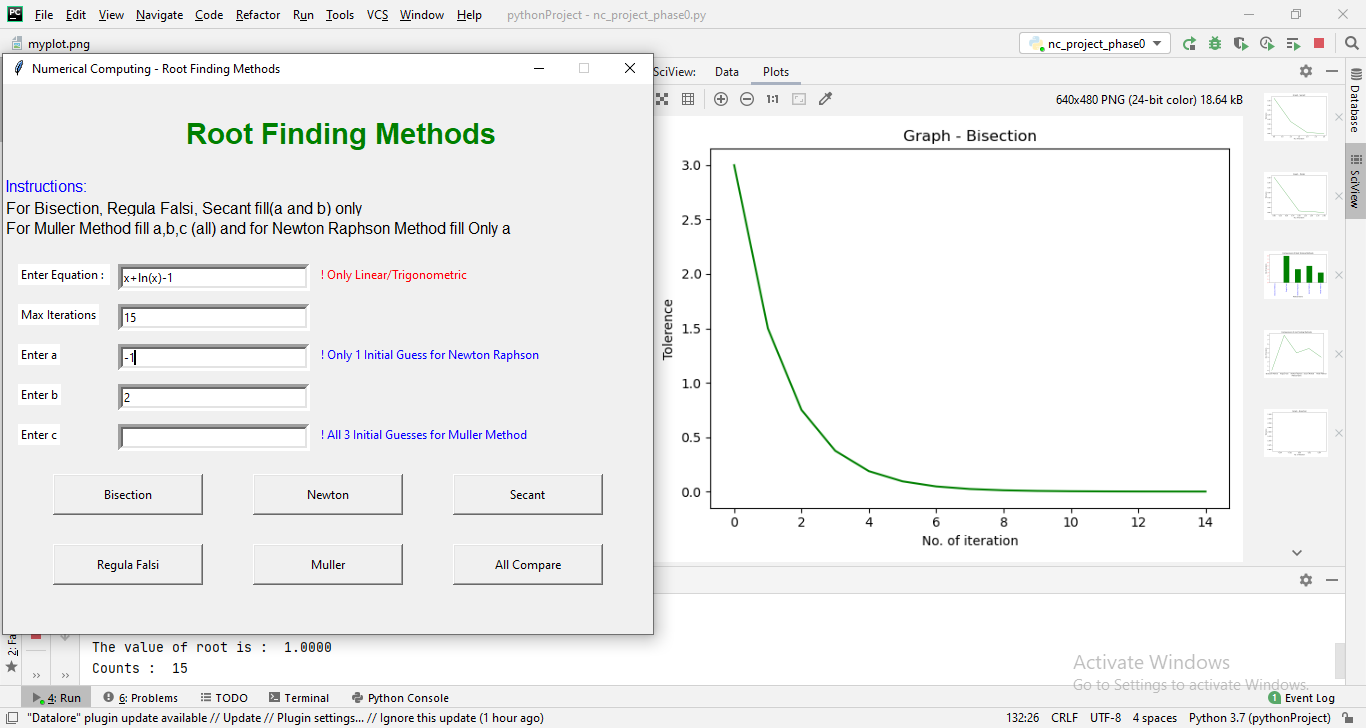 File Edit View Navigate Code Refactor Run Tools VCS Window Help pythonProject - nc_project_phase0.py
myplot.png
nc_project_phase0
Numerical Computing - Root Finding Methods
Root Finding Methods
Instructions:
For Bisection, Regula Falsi, Secant fill(a and b) only
For Muller Method fill a,b,c (all) and for Newton Raphson Method fill Only a
Enter Equation : x+ln(x)-1 ! Only Linear/Trigonometric
Max Iterations 15
Enter a -1 ! Only 1 Initial Guess for Newton Raphson
Enter b 2
Enter c ! All 3 Initial Guesses for Muller Method
Bisection Newton Secant
Regula Falsi Muller All Compare
SciView: Data Plots
1:1 640x480 PNG (24-bit color) 18.64 kB
Graph - Bisection
3.0
2.5
2.0
1.5
1.0
0.5
0.0
Tolerence
0 2 4 6 8 10 12 14
No. of iteration
Database
SciView
The value of root is : 1.0000
Counts : 15
Activate Windows
Go to Settings to activate Windows.
4: Run 6: Problems TODO Terminal Python Console 1 Event Log
"Datalore" plugin update available // Update // Plugin settings... // Ignore this update (1 hour ago) 132:26 CRLF UTF-8 4 spaces Python 3.7 (pythonProject)